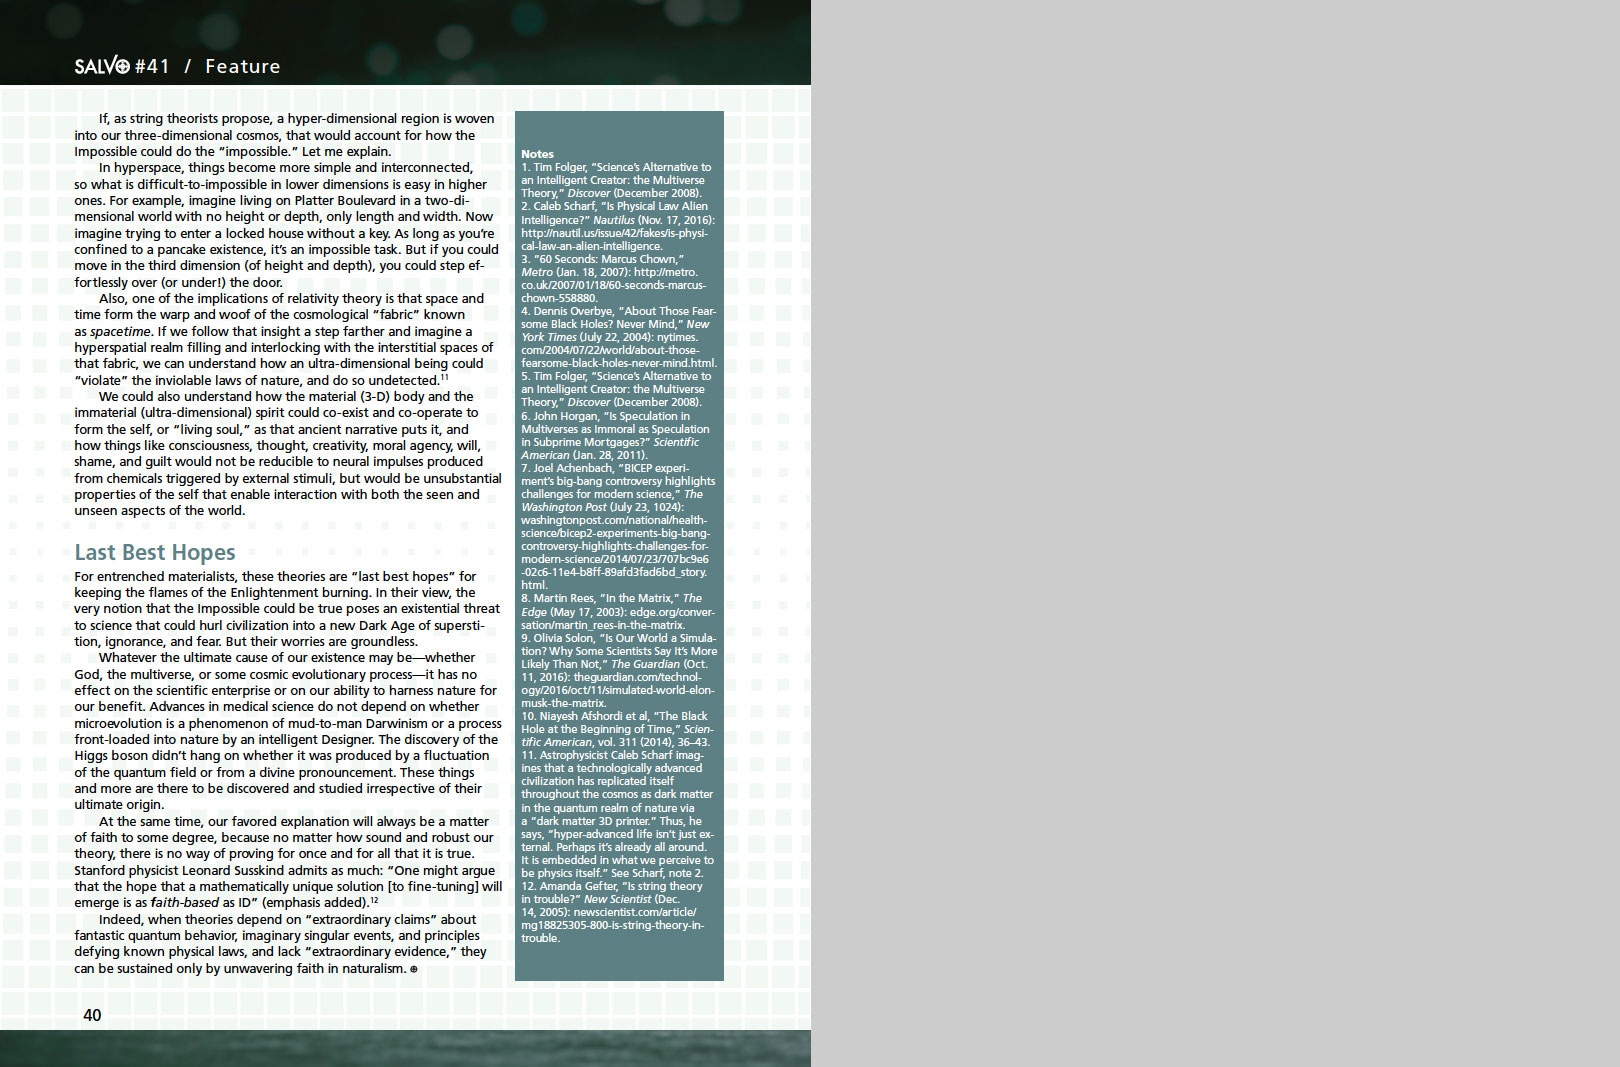 SALVO #41 / Feature
If, as string theorists propose, a hyper-dimensional region is woven
into our three-dimensional cosmos, that would account for how the
Impossible could do the “impossible.” Let me explain.
In hyperspace, things become more simple and interconnected,
so what is difficult-to-impossible in lower dimensions is easy in higher
ones. For example, imagine living on Platter Boulevard in a two-di-
mensional world with no height or depth, only length and width. Now
imagine trying to enter a locked house without a key. As long as you’re
confined to a pancake existence, it’s an impossible task. But if you could
move in the third dimension (of height and depth), you could step ef-
fortlessly over (or under!) the door.
Also, one of the implications of relativity theory is that space and
time form the warp and woof of the cosmological “fabric” known
as spacetime. If we follow that insight a step farther and imagine a
hyperspatial realm filling and interlocking with the interstitial spaces of
that fabric, we can understand how an ultra-dimensional being could
“violate” the inviolable laws of nature, and do so undetected.11
We could also understand how the material (3-D) body and the
immaterial (ultra-dimensional) spirit could co-exist and co-operate to
form the self, or “living soul,” as that ancient narrative puts it, and
how things like consciousness, thought, creativity, moral agency, will,
shame, and guilt would not be reducible to neural impulses produced
from chemicals triggered by external stimuli, but would be unsubstantial
properties of the self that enable interaction with both the seen and
unseen aspects of the world.
Last Best Hopes
For entrenched materialists, these theories are “last best hopes” for
keeping the flames of the Enlightenment burning. In their view, the
very notion that the Impossible could be true poses an existential threat
to science that could hurl civilization into a new Dark Age of supersti-
tion, ignorance, and fear. But their worries are groundless.
Whatever the ultimate cause of our existence may be—whether
God, the multiverse, or some cosmic evolutionary process—it has no
effect on the scientific enterprise or on our ability to harness nature for
our benefit. Advances in medical science do not depend on whether
microevolution is a phenomenon of mud-to-man Darwinism or a process
front-loaded into nature by an intelligent Designer. The discovery of the
Higgs boson didn’t hang on whether it was produced by a fluctuation
of the quantum field or from a divine pronouncement. These things
and more are there to be discovered and studied irrespective of their
ultimate origin.
At the same time, our favored explanation will always be a matter
of faith to some degree, because no matter how sound and robust our
theory, there is no way of proving for once and for all that it is true.
Stanford physicist Leonard Susskind admits as much: “One might argue
that the hope that a mathematically unique solution [to fine-tuning] will
emerge is as faith-based as ID” (emphasis added).12
Indeed, when theories depend on “extraordinary claims” about
fantastic quantum behavior, imaginary singular events, and principles
defying known physical laws, and lack “extraordinary evidence,” they
can be sustained only by unwavering faith in naturalism.
Notes
1. Tim Folger, “Science’s Alternative to
an Intelligent Creator: the Multiverse
Theory,” Discover (December 2008).
2. Caleb Scharf, “Is Physical Law Alien
Intelligence?” Nautilus (Nov. 17, 2016):
http://nautil.us/issue/42/fakes/is-physi-
cal-law-an-alien-intelligence.
3. “60 Seconds: Marcus Chown,”
Metro (Jan. 18, 2007): http://metro.
co.uk/2007/01/18/60-seconds-marcus-
chown-558880.
4. Dennis Overbye, “About Those Fear-
some Black Holes? Never Mind,” New
York Times (July 22, 2004): nytimes.
com/2004/07/22/world/about-those-
fearsome-black-holes-never-mind.html.
5. Tim Folger, “Science’s Alternative to
an Intelligent Creator: the Multiverse
Theory,” Discover (December 2008).
6. John Horgan, “Is Speculation in
Multiverses as Immoral as Speculation
in Subprime Mortgages?” Scientific
American (Jan. 28, 2011).
7. Joel Achenbach, “BICEP experi-
ment’s big-bang controversy highlights
challenges for modern science,” The
Washington Post (July 23, 1024):
washingtonpost.com/national/health-
science/bicep2-experiments-big-bang-
controversy-highlights-challenges-for-
modern-science/2014/07/23/707bc9e6
-02c6-11e4-b8ff-89afd3fad6bd_story.
html.
8. Martin Rees, “In the Matrix,” The
Edge (May 17, 2003): edge.org/conver-
sation/martin_rees-in-the-matrix.
9. Olivia Solon, “Is Our World a Simula-
tion? Why Some Scientists Say It’s More
Likely Than Not,” The Guardian (Oct.
11, 2016): theguardian.com/technol-
ogy/2016/oct/11/simulated-world-elon-
musk-the-matrix.
10. Niayesh Afshordi et al, “The Black
Hole at the Beginning of Time,” Scien-
tific American, vol. 311 (2014), 36–43.
11. Astrophysicist Caleb Scharf imag-
ines that a technologically advanced
civilization has replicated itself
throughout the cosmos as dark matter
in the quantum realm of nature via
a “dark matter 3D printer.” Thus, he
says, “hyper-advanced life isn’t just ex-
ternal. Perhaps it’s already all around.
It is embedded in what we perceive to
be physics itself.” See Scharf, note 2.
12. Amanda Gefter, “Is string theory
in trouble?” New Scientist (Dec.
14, 2005): newscientist.com/article/
mg18825305-800-is-string-theory-in-
trouble.
40